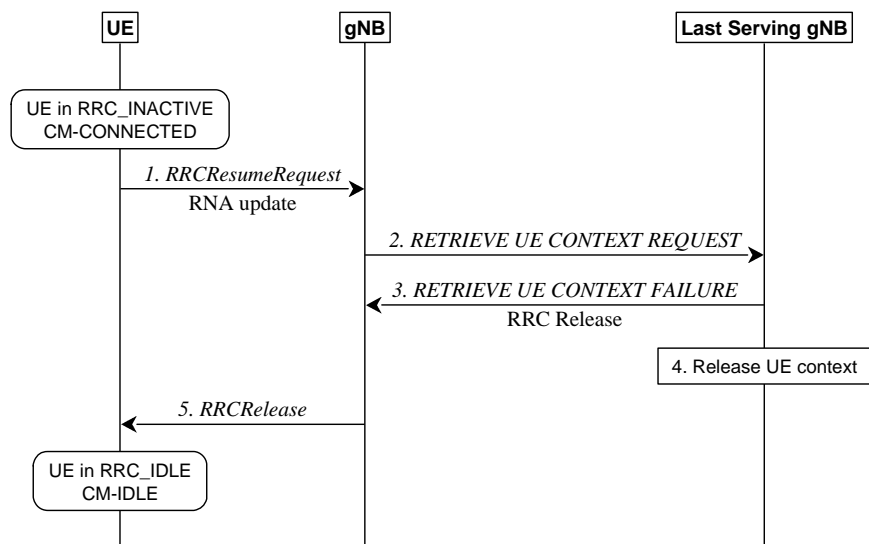 UE
gNB
Last Serving gNB
UE in RRC_INACTIVE
CM-CONNECTED
1. RRCResumeRequest
RNA update
2. RETRIEVE UE CONTEXT REQUEST
3. RETRIEVE UE CONTEXT FAILURE
RRC Release
4. Release UE context
5. RRCRelease
UE in RRC_IDLE
CM-IDLE